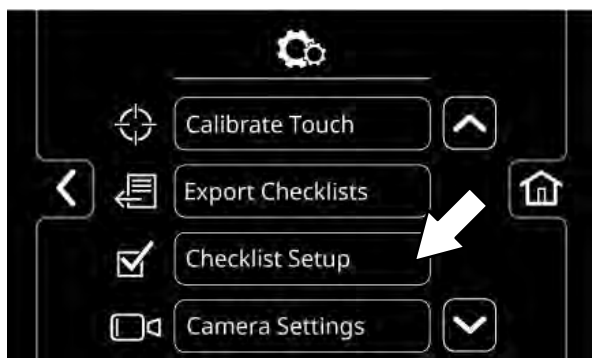 Calibrate Touch
Export Checklists
Checklist Setup
Camera Settings